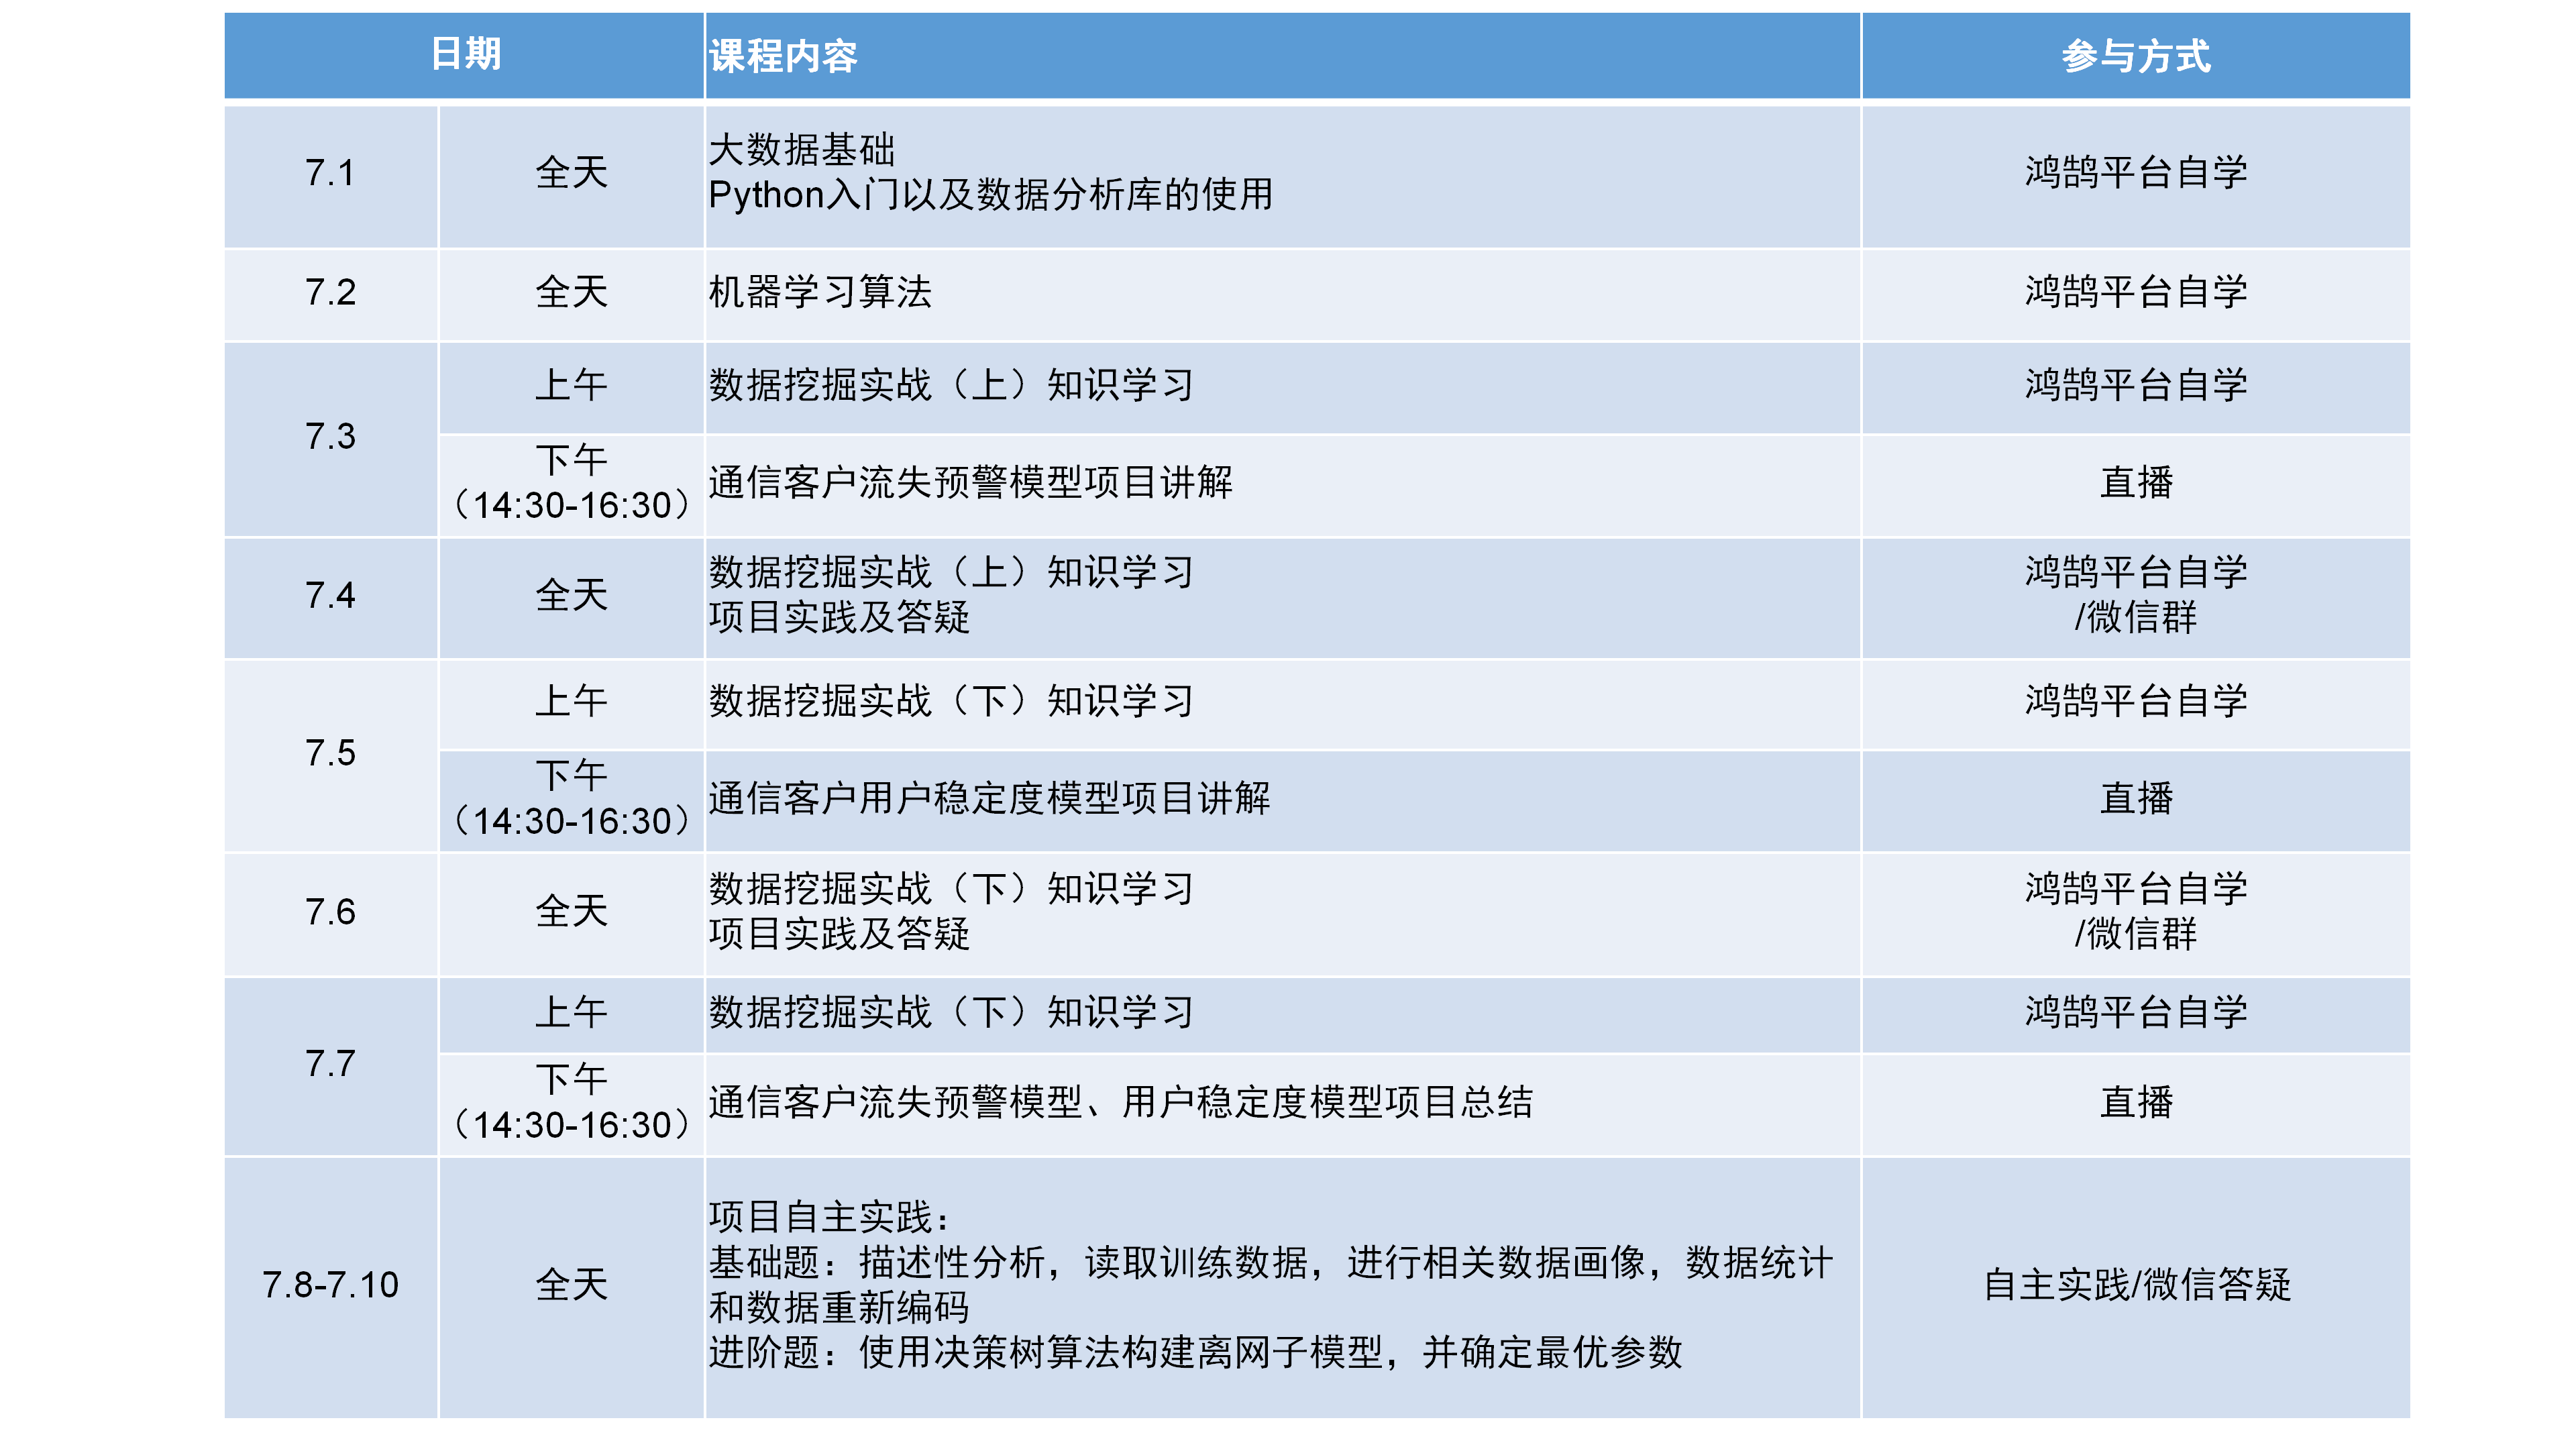 日期 课程内容 参与方式
7.1 全天 大数据基础
Python入门以及数据分析库的使用 鸿鹄平台自学
7.2 全天 机器学习算法 鸿鹄平台自学
7.3 上午 数据挖掘实战（上）知识学习 鸿鹄平台自学
下午
（14:30-16:30） 通信客户流失预警模型项目讲解 直播
7.4 全天 数据挖掘实战（上）知识学习
项目实践及答疑 鸿鹄平台自学
/微信群
7.5 上午 数据挖掘实战（下）知识学习 鸿鹄平台自学
下午
（14:30-16:30） 通信客户用户稳定度模型项目讲解 直播
7.6 全天 数据挖掘实战（下）知识学习
项目实践及答疑 鸿鹄平台自学
/微信群
7.7 上午 数据挖掘实战（下）知识学习 鸿鹄平台自学
下午
（14:30-16:30） 通信客户流失预警模型、用户稳定度模型项目总结 直播
7.8-7.10 全天 项目自主实践：
基础题：描述性分析，读取训练数据，进行相关数据画像，数据统计
和数据重新编码
进阶题：使用决策树算法构建离网子模型，并确定最优参数 自主实践/微信答疑